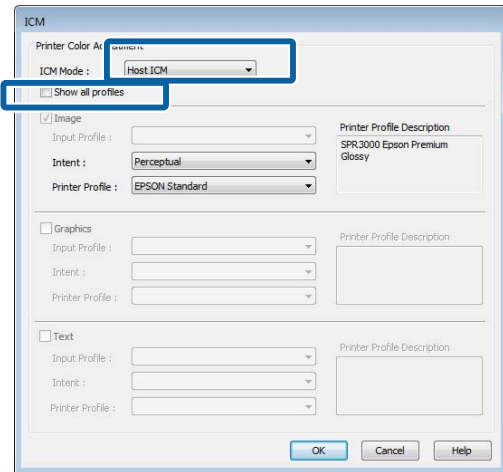 ICM
Printer Color Adjustment
ICM Mode : Host ICM
Show all profiles
Image
Input Profile :
Intent : Perceptual
Printer Profile : EPSON Standard
Printer Profile Description
SPR3000 Epson Premium
Glossy
Graphics
Input Profile :
Intent :
Printer Profile :
Printer Profile Description
Text
Input Profile :
Intent :
Printer Profile :
Printer Profile Description
OK Cancel Help